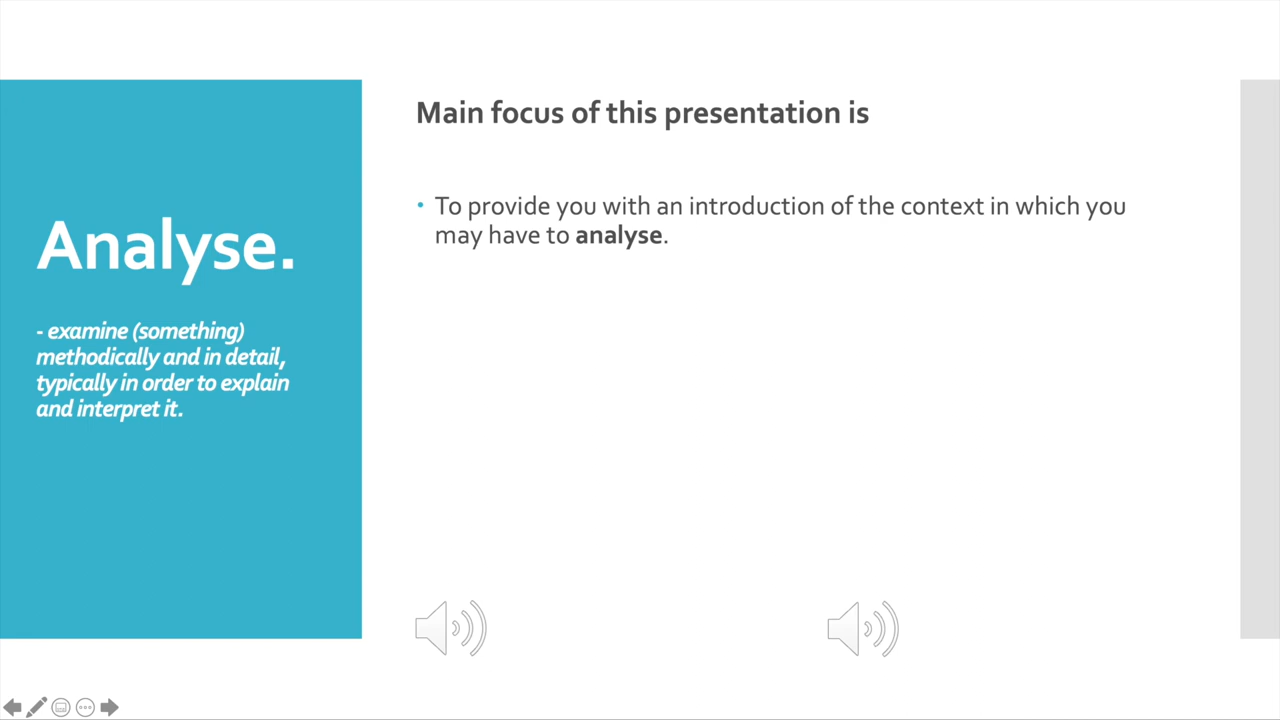 Analyse.
- examine (something)
methodically and in detail,
typically in order to explain
and interpret it.
Main focus of this presentation is
• To provide you with an introduction of the context in which you
may have to analyse.